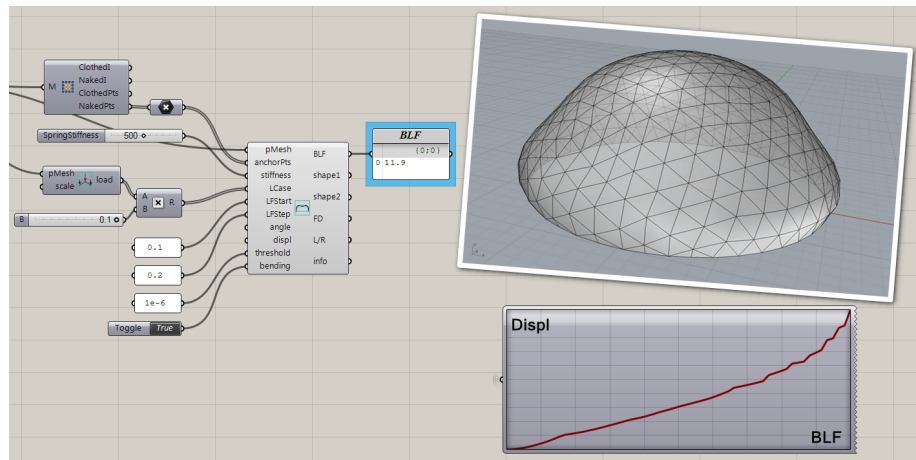 ClothedI
NakedI
M
ClothedPts
NakedPts
SpringStiffness 500
pMesh
scale
load
A
B
R
B 0.1
0.1
0.2
1e-6
Toggle True
pMesh
anchorPts
stiffness
LCase
LFStart
LFStep
angle
displ
threshold
bending
BLF
shape1
shape2
FD
L/R
info
BLF
{0;0}
0 11.9
Displ
BLF